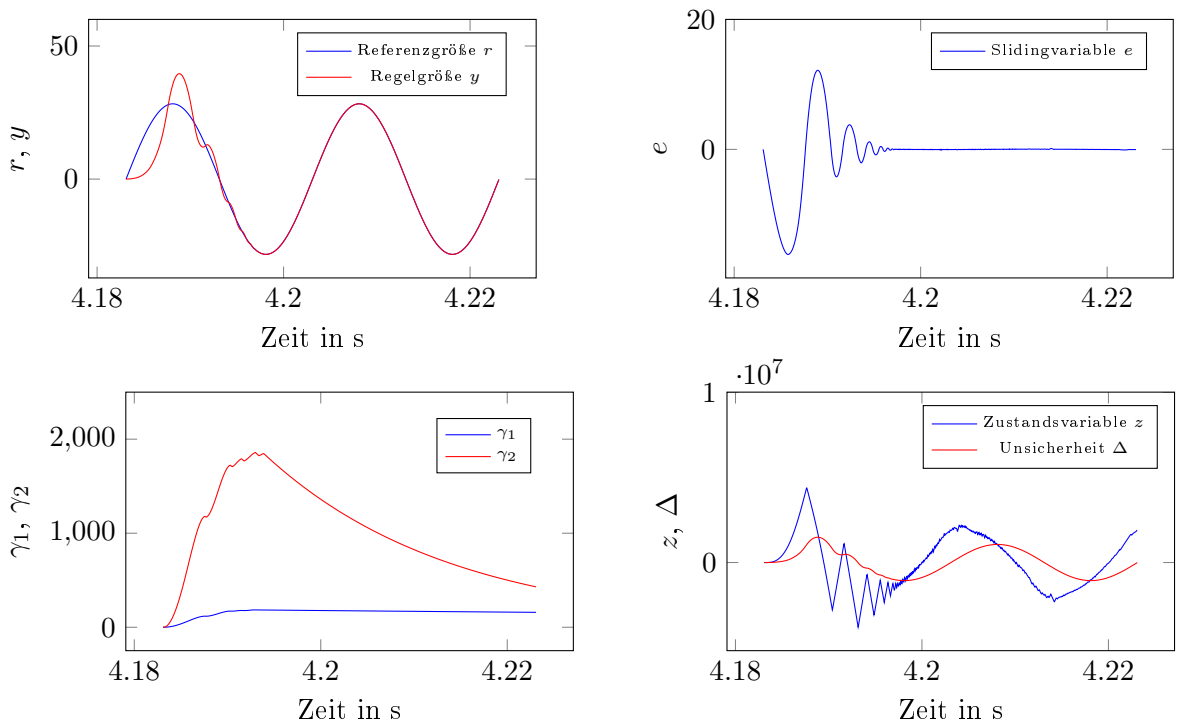 50
0
r, y
Referenzgröße r
Regelgröße y
4.18
4.2
4.22
Zeit in s
20
0
e
Slidingvariable e
4.18
4.2
4.22
Zeit in s
2,000
1,000
0
γ1, γ2
γ1
γ2
4.18
4.2
4.22
Zeit in s
·10^7
1
0
z, Δ
Zustandsvariable z
Unsicherheit Δ
4.18
4.2
4.22
Zeit in s